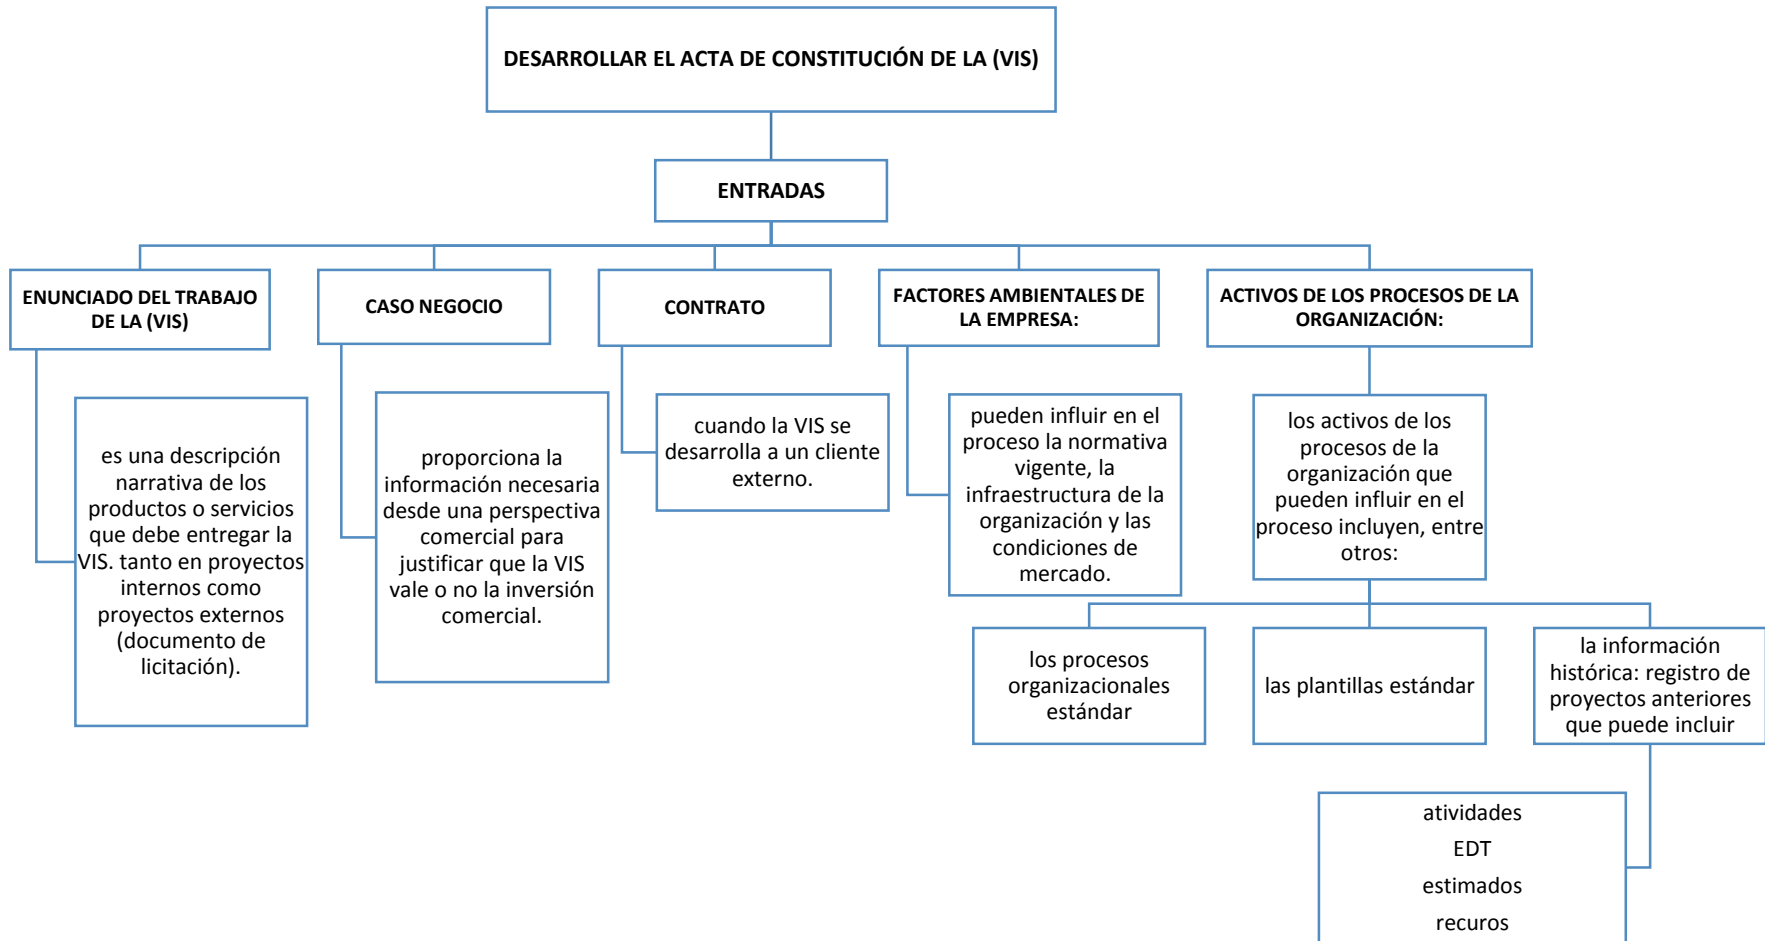 DESARROLLAR EL ACTA DE CONSTITUCIÓN DE LA (VIS)
ENTRADAS
ENUNCIADO DEL TRABAJO
DE LA (VIS)
es una descripción
narrativa de los
productos o servicios
que debe entregar la
VIS. tanto en proyectos
internos como
proyectos externos
(documento de
licitación).
CASO NEGOCIO
proporciona la
información necesaria
desde una perspectiva
comercial para
justificar que la VIS
vale o no la inversión
comercial.
CONTRATO
cuando la VIS se
desarrolla a un cliente
externo.
FACTORES AMBIENTALES DE
LA EMPRESA:
pueden influir en el
proceso la normativa
vigente, la
infraestructura de la
organización y las
condiciones de
mercado.
ACTIVOS DE LOS PROCESOS DE LA
ORGANIZACIÓN:
los activos de los
procesos de la
organización que
pueden influir en el
proceso incluyen, entre
otros:
los procesos
organizacionales
estándar
las plantillas estándar
la información
histórica: registro de
proyectos anteriores
que puede incluir
atividades
EDT
estimados
recuros